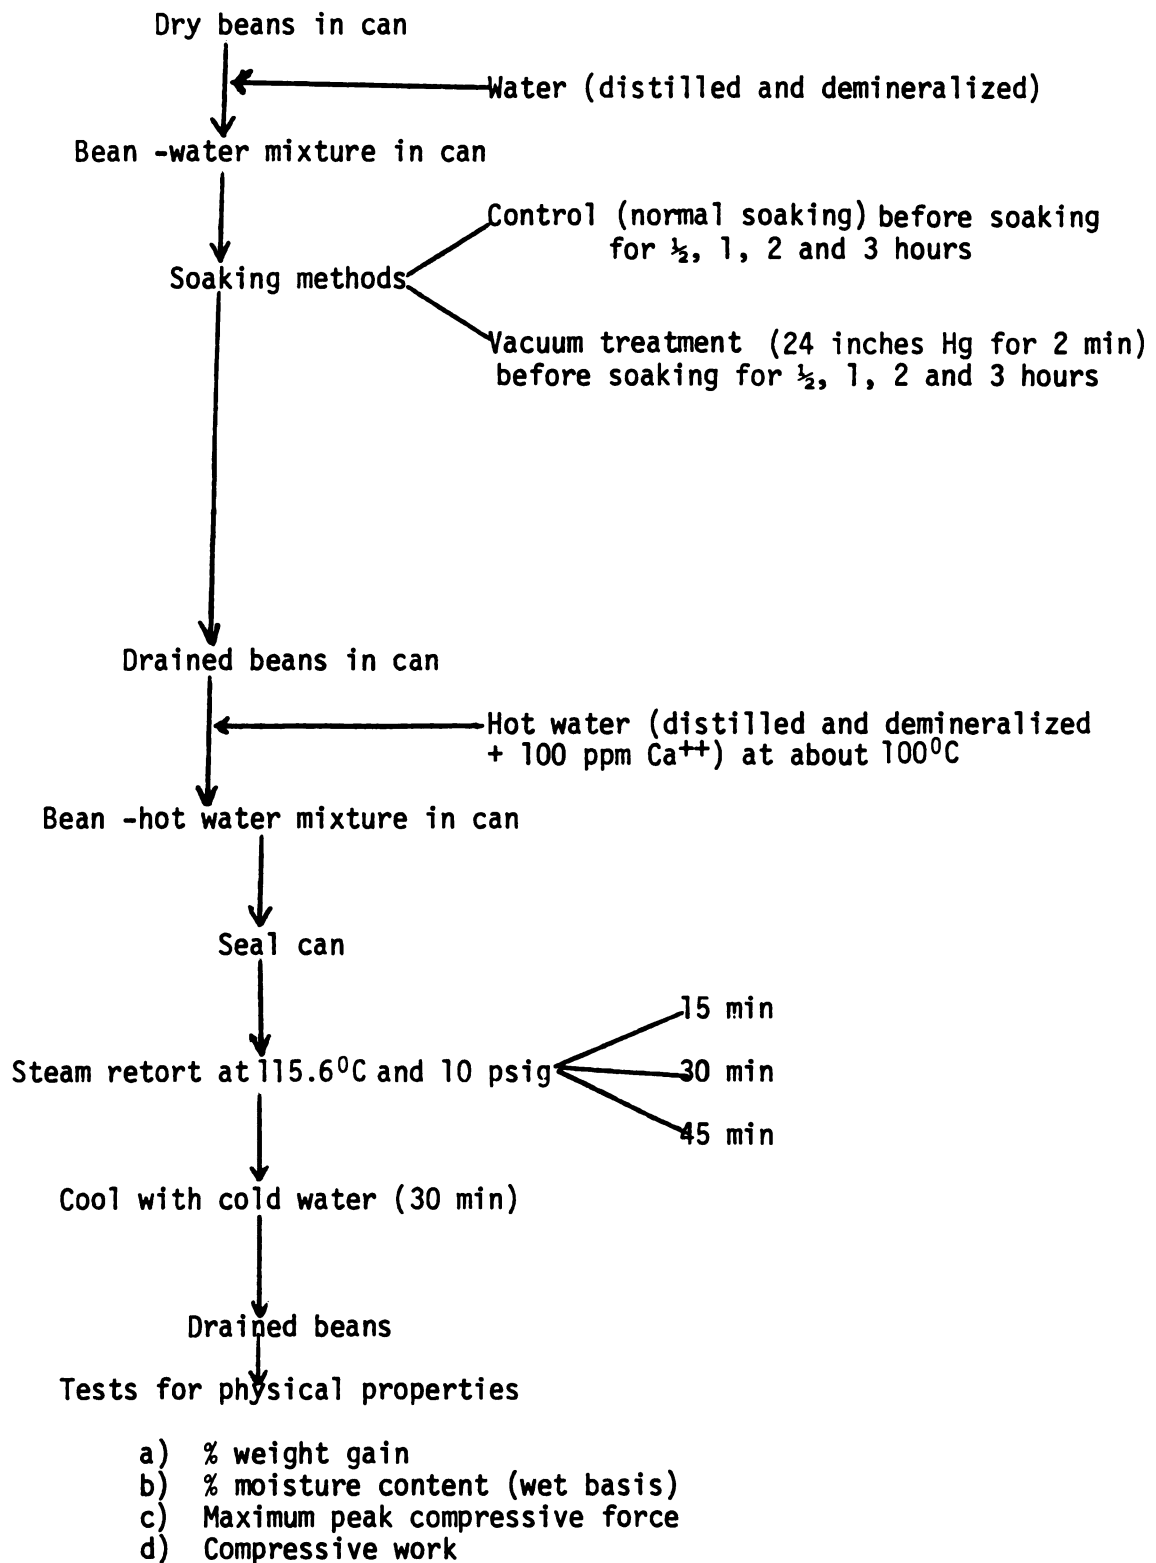 Dry beans in can
Water (distilled and demineralized)
Bean -water mixture in can
Control (normal soaking) before soaking
for ½, 1, 2 and 3 hours
Soaking methods
Vacuum treatment (24 inches Hg for 2 min)
before soaking for ½, 1, 2 and 3 hours
Drained beans in can
Hot water (distilled and demineralized
+ 100 ppm Ca⁺⁺) at about 100⁰C
Bean -hot water mixture in can
Seal can
15 min
Steam retort at 115.6⁰C and 10 psig
30 min
45 min
Cool with cold water (30 min)
Drained beans
Tests for physical properties
a) % weight gain
b) % moisture content (wet basis)
c) Maximum peak compressive force
d) Compressive work